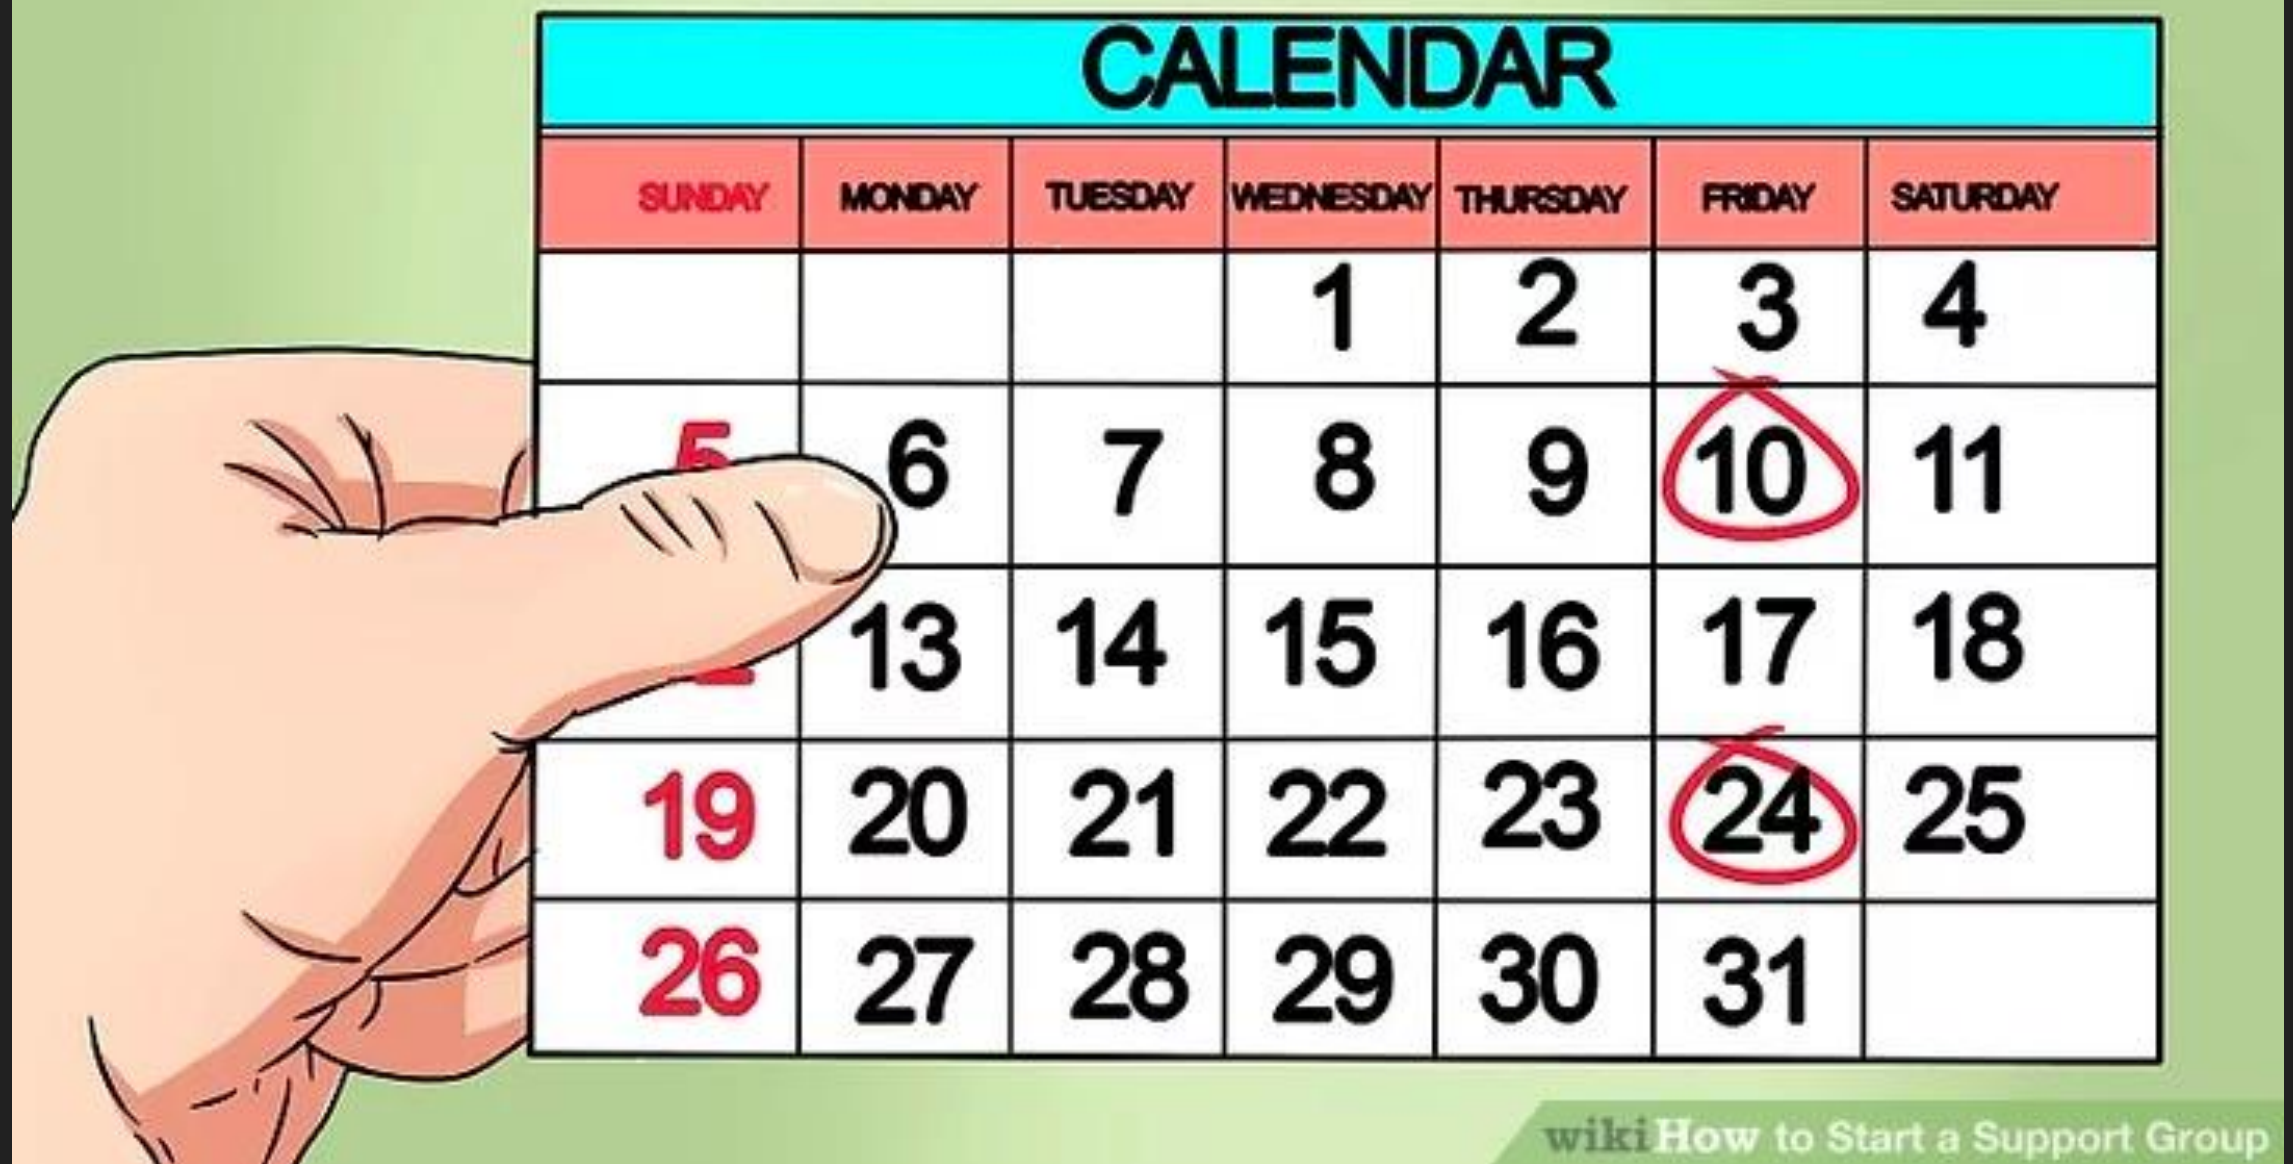 CALENDAR
SUNDAY MONDAY TUESDAY WEDNESDAY THURSDAY FRIDAY SATURDAY
1 2 3 4
5 6 7 8 9 10 11
13 14 15 16 17 18
19 20 21 22 23 24 25
26 27 28 29 30 31
wikiHow to Start a Support Group